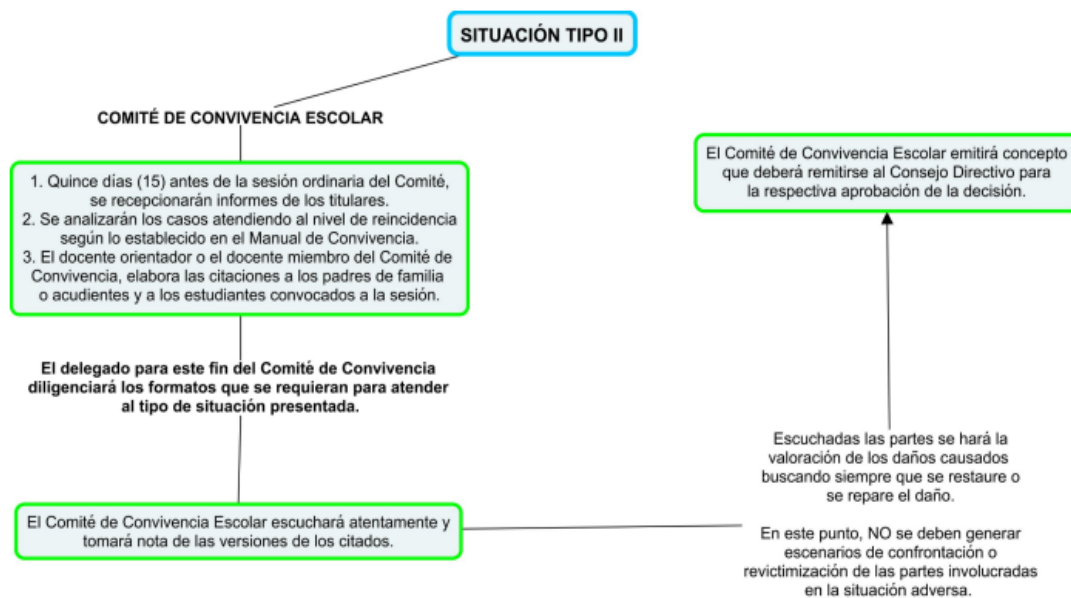 SITUACIÓN TIPO II
COMITÉ DE CONVIVENCIA ESCOLAR
1. Quince días (15) antes de la sesión ordinaria del Comité,
se recepcionarán informes de los titulares.
2. Se analizarán los casos atendiendo al nivel de reincidencia
según lo establecido en el Manual de Convivencia.
3. El docente orientador o el docente miembro del Comité de
Convivencia, elabora las citaciones a los padres de familia
o acudientes y a los estudiantes convocados a la sesión.
El delegado para este fin del Comité de Convivencia
diligenciará los formatos que se requieran para atender
al tipo de situación presentada.
El Comité de Convivencia Escolar escuchará atentamente y
tomará nota de las versiones de los citados.
Escuchadas las partes se hará la
valoración de los daños causados
buscando siempre que se restaure o
se repare el daño.
En este punto, NO se deben generar
escenarios de confrontación o
revictimización de las partes involucradas
en la situación adversa.
El Comité de Convivencia Escolar emitirá concepto
que deberá remitirse al Consejo Directivo para
la respectiva aprobación de la decisión.